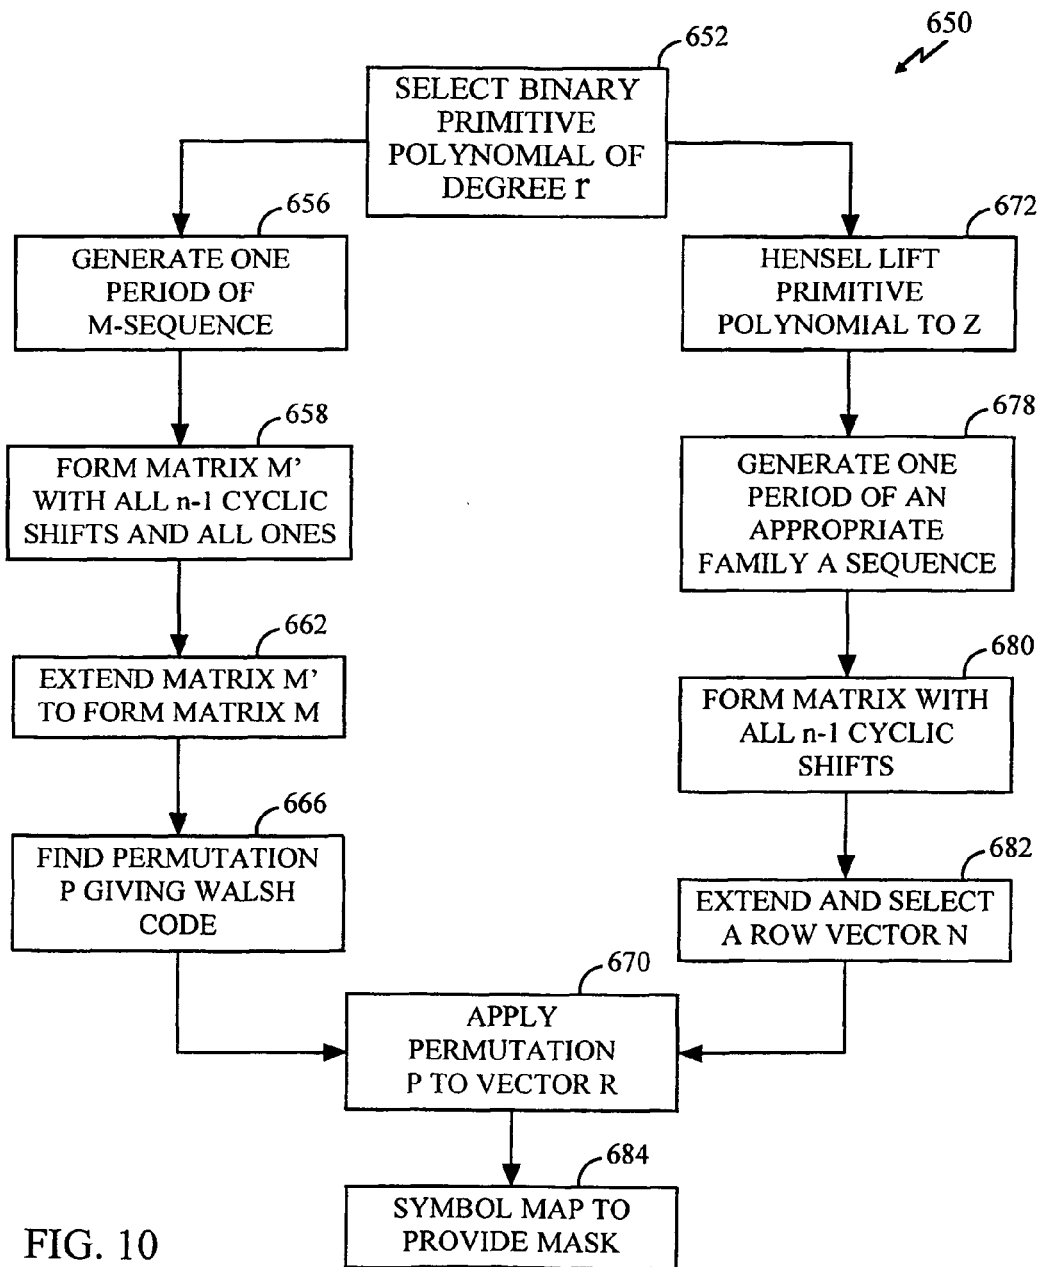 650
652
SELECT BINARY
PRIMITIVE
POLYNOMIAL OF
DEGREE r
656
GENERATE ONE
PERIOD OF
M-SEQUENCE
672
HENSEL LIFT
PRIMITIVE
POLYNOMIAL TO Z
658
FORM MATRIX M'
WITH ALL n-1 CYCLIC
SHIFTS AND ALL ONES
678
GENERATE ONE
PERIOD OF AN
APPROPRIATE
FAMILY A SEQUENCE
662
EXTEND MATRIX M'
TO FORM MATRIX M
680
FORM MATRIX WITH
ALL n-1 CYCLIC
SHIFTS
666
FIND PERMUTATION
P GIVING WALSH
CODE
682
EXTEND AND SELECT
A ROW VECTOR N
670
APPLY
PERMUTATION
P TO VECTOR R
684
SYMBOL MAP TO
PROVIDE MASK
FIG. 10